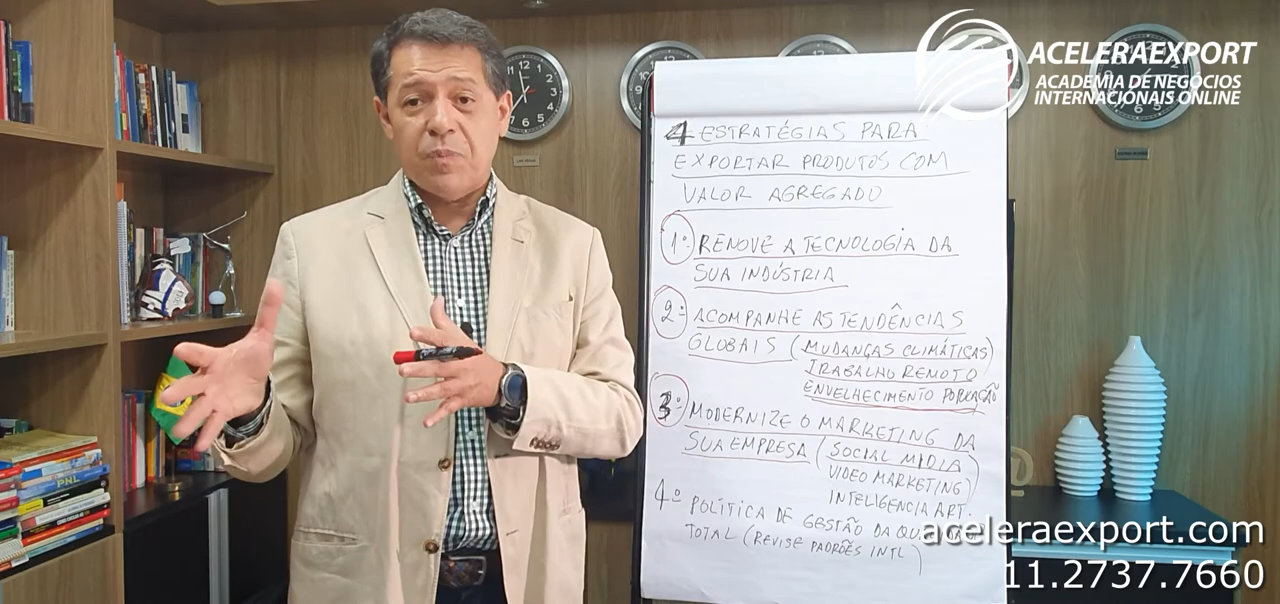 ACELERAEXPORT
ACADEMIA DE NEGÓCIOS
INTERNACIONAIS ONLINE
4 ESTRATÉGIAS PARA
EXPORTAR PRODUTOS COM
VALOR AGREGADO
1º RENOVE A TECNOLOGIA DA
SUA INDÚSTRIA
2º ACOMPANHE AS TENDÊNCIAS
GLOBAIS (MUDANÇAS CLIMÁTICAS)
TRABALHO REMOTO
ENVELHECIMENTO POPULAÇÃO
3º MODERNIZE O MARKETING DA
SUA EMPRESA (SOCIAL MIDIA
VIDEO MARKETING)
INTELIGENCIA ART.
4º POLÍTICA DE GESTÃO DA
TOTAL (REVISE PADRÕES INTL)
aceleraexport.com
11.2737.7660
PNL